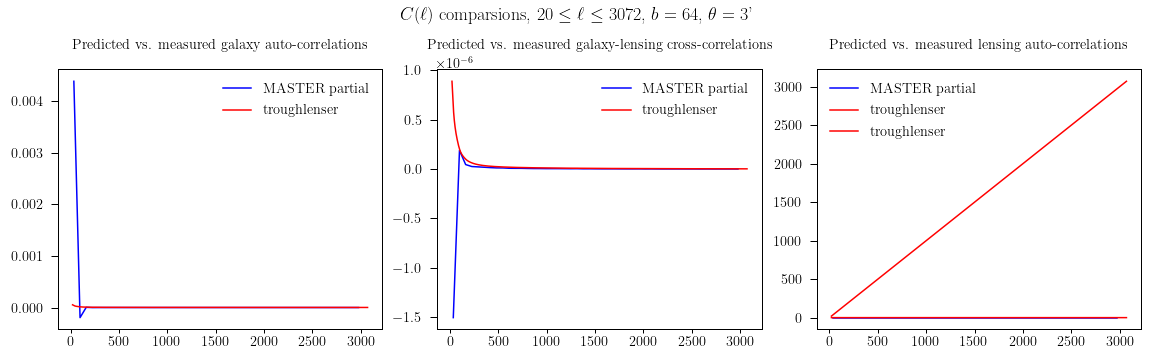 C(ℓ) comparsions, 20 ≤ ℓ ≤ 3072, b = 64, θ = 3'
Predicted vs. measured galaxy auto-correlations
MASTER partial
troughlenser
0.004
0.003
0.002
0.001
0.000
0 500 1000 1500 2000 2500 3000
Predicted vs. measured galaxy-lensing cross-correlations
×10⁻⁶
MASTER partial
troughlenser
1.0
0.5
0.0
−0.5
−1.0
−1.5
0 500 1000 1500 2000 2500 3000
Predicted vs. measured lensing auto-correlations
MASTER partial
troughlenser
troughlenser
3000
2500
2000
1500
1000
500
0
0 500 1000 1500 2000 2500 3000